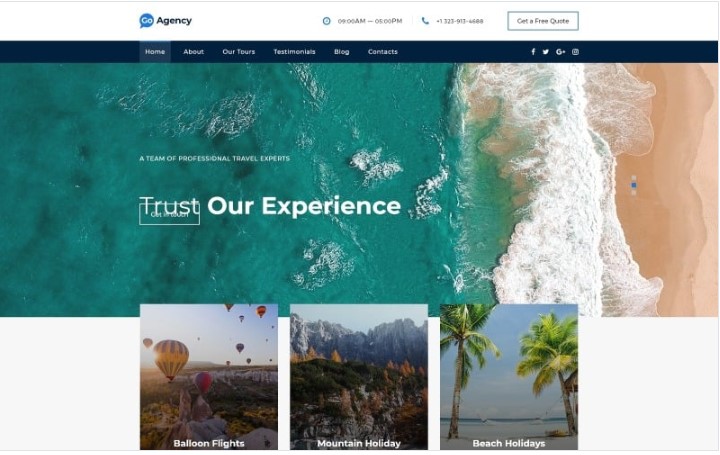 Go Agency
09:00AM — 05:00PM
+1 323-913-4688
Get a Free Quote
Home About Our Tours Testimonials Blog Contacts
A TEAM OF PROFESSIONAL TRAVEL EXPERTS
Trust Our Experience
Get in touch
Balloon Flights Mountain Holiday Beach Holidays